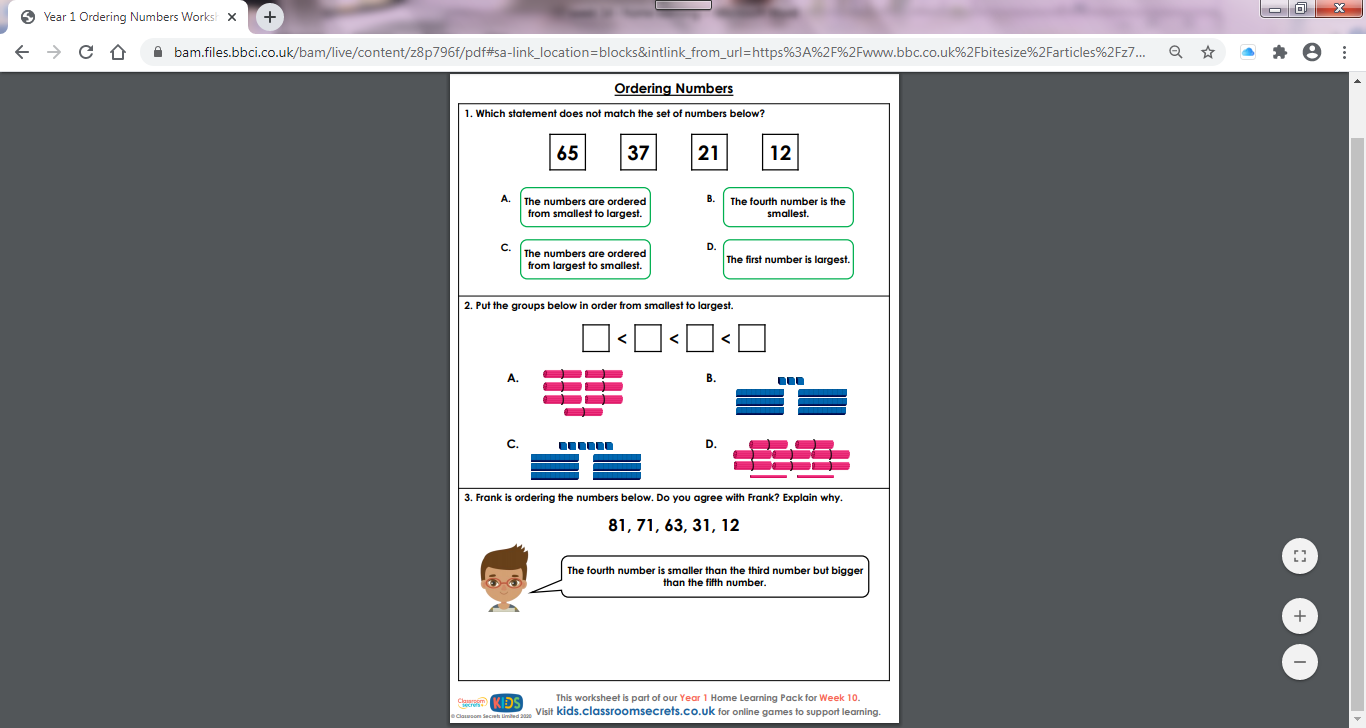 Year 1 Ordering Numbers Worksh
bam.files.bbci.co.uk/bam/live/content/z8p796f/pdf#sa-link_location=blocks&intlink_from_url=https%3A%2F%2Fwww.bbc.co.uk%2Fbitesize%2Farticles%2Fz7...
Ordering Numbers
1. Which statement does not match the set of numbers below?
65 37 21 12
A. The numbers are ordered
from smallest to largest.
B. The fourth number is the
smallest.
C. The numbers are ordered
from largest to smallest.
D. The first number is largest.
2. Put the groups below in order from smallest to largest.
< < <
A. B.
C. D.
3. Frank is ordering the numbers below. Do you agree with Frank? Explain why.
81, 71, 63, 31, 12
The fourth number is smaller than the third number but bigger
than the fifth number.
Classroom
Secrets
KIDS
© Classroom Secrets Limited 2020
This worksheet is part of our Year 1 Home Learning Pack for Week 10.
Visit kids.classroomsecrets.co.uk for online games to support learning.